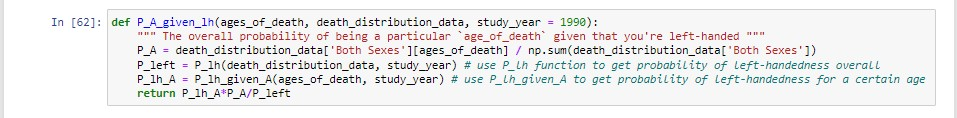 In [62]: def P_A_given_lh(ages_of_death, death_distribution_data, study_year = 1990):
""" The overall probability of being a particular `age_of_death` given that you're left-handed """
P_A = death_distribution_data['Both Sexes'][ages_of_death] / np.sum(death_distribution_data['Both Sexes'])
P_left = P_lh(death_distribution_data, study_year) # use P_lh function to get probability of left-handedness overall
P_lh_A = P_lh_given_A(ages_of_death, study_year) # use P_lh_given_A to get probability of left-handedness for a certain age
return P_lh_A*P_A/P_left